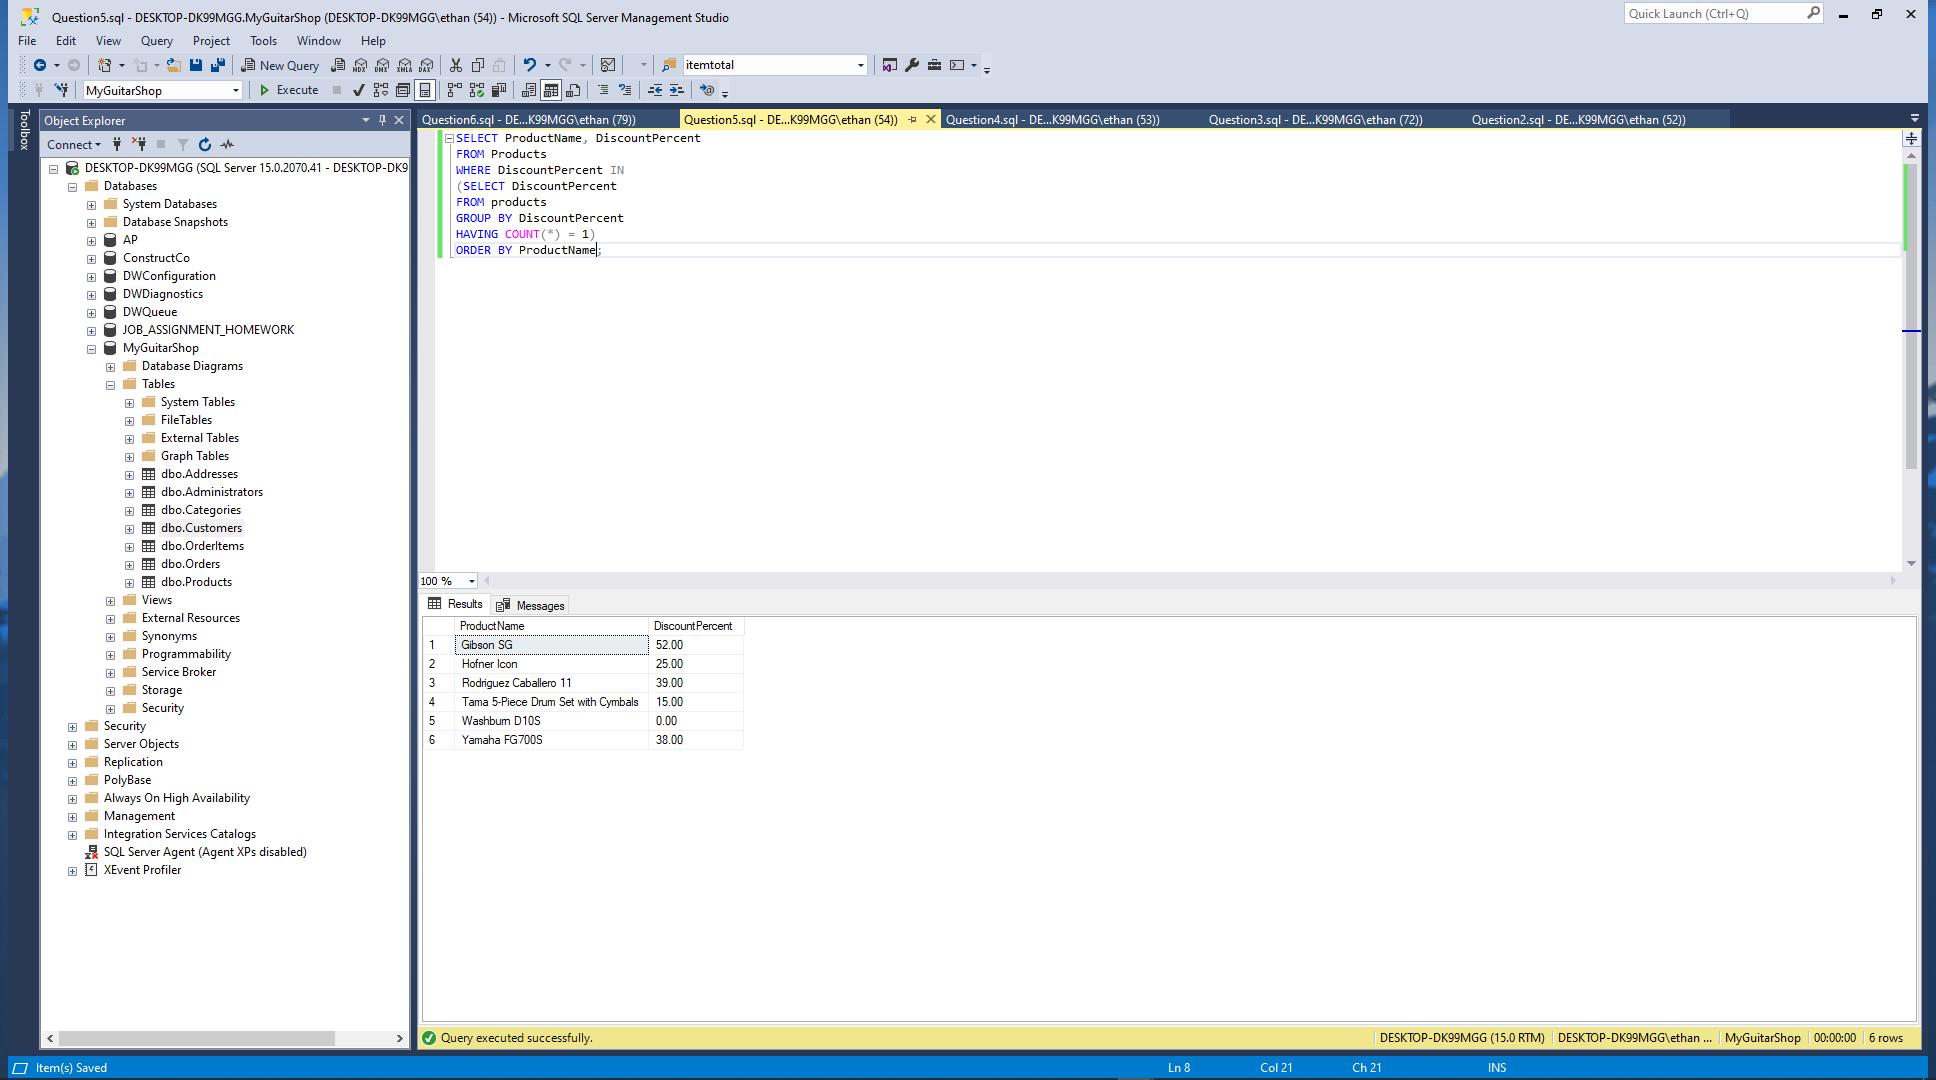 Question5.sql - DESKTOP-DK99MGG.MyGuitarShop (DESKTOP-DK99MGG\ethan (54)) - Microsoft SQL Server Management Studio
Quick Launch (Ctrl+Q)
File Edit View Query Project Tools Window Help
New Query MDX DMX XMLA DAX itemtotal
MyGuitarShop Execute
Toolbox
Object Explorer
Connect
DESKTOP-DK99MGG (SQL Server 15.0.2070.41 - DESKTOP-DK9
Databases
System Databases
Database Snapshots
AP
ConstructCo
DWConfiguration
DWDiagnostics
DWQueue
JOB_ASSIGNMENT_HOMEWORK
MyGuitarShop
Database Diagrams
Tables
System Tables
FileTables
External Tables
Graph Tables
dbo.Addresses
dbo.Administrators
dbo.Categories
dbo.Customers
dbo.OrderItems
dbo.Orders
dbo.Products
Views
External Resources
Synonyms
Programmability
Service Broker
Storage
Security
Security
Server Objects
Replication
PolyBase
Always On High Availability
Management
Integration Services Catalogs
SQL Server Agent (Agent XPs disabled)
XEvent Profiler
Question6.sql - DE...K99MGG\ethan (79)) Question5.sql - DE...K99MGG\ethan (54)) Question4.sql - DE...K99MGG\ethan (53)) Question3.sql - DE...K99MGG\ethan (72)) Question2.sql - DE...K99MGG\ethan (52))
SELECT ProductName, DiscountPercent
FROM Products
WHERE DiscountPercent IN
(SELECT DiscountPercent
FROM products
GROUP BY DiscountPercent
HAVING COUNT(*) = 1)
ORDER BY ProductName;
100 %
Results Messages
ProductName DiscountPercent
1 Gibson SG 52.00
2 Hofner Icon 25.00
3 Rodriguez Caballero 11 39.00
4 Tama 5-Piece Drum Set with Cymbals 15.00
5 Washburn D10S 0.00
6 Yamaha FG700S 38.00
Query executed successfully. DESKTOP-DK99MGG (15.0 RTM) DESKTOP-DK99MGG\ethan ... MyGuitarShop 00:00:00 6 rows
Item(s) Saved Ln 8 Col 21 Ch 21 INS